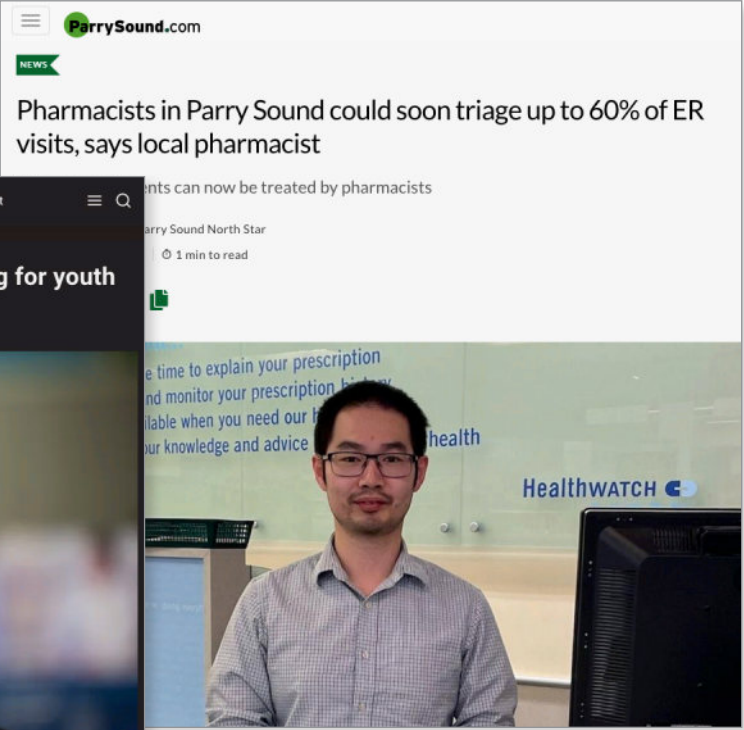 ParrySound.com
NEWS
Pharmacists in Parry Sound could soon triage up to 60% of ER
visits, says local pharmacist
ents can now be treated by pharmacists
arry Sound North Star
1 min to read
g for youth
e time to explain your prescription
nd monitor your prescription history
ilable when you need our
our knowledge and advice health
HealthWATCH